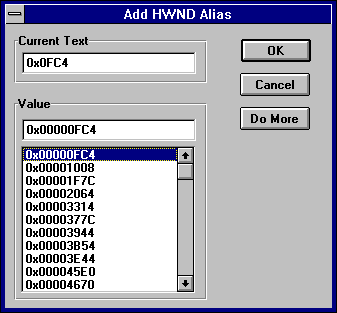 Add HWND Alias
Current Text
0x0FC4
OK
Cancel
Do More
Value
0x00000FC4
0x00000FC4
0x00001008
0x00001F7C
0x00002064
0x00003314
0x0000377C
0x00003944
0x00003B54
0x00003E44
0x000045E0
0x00004670